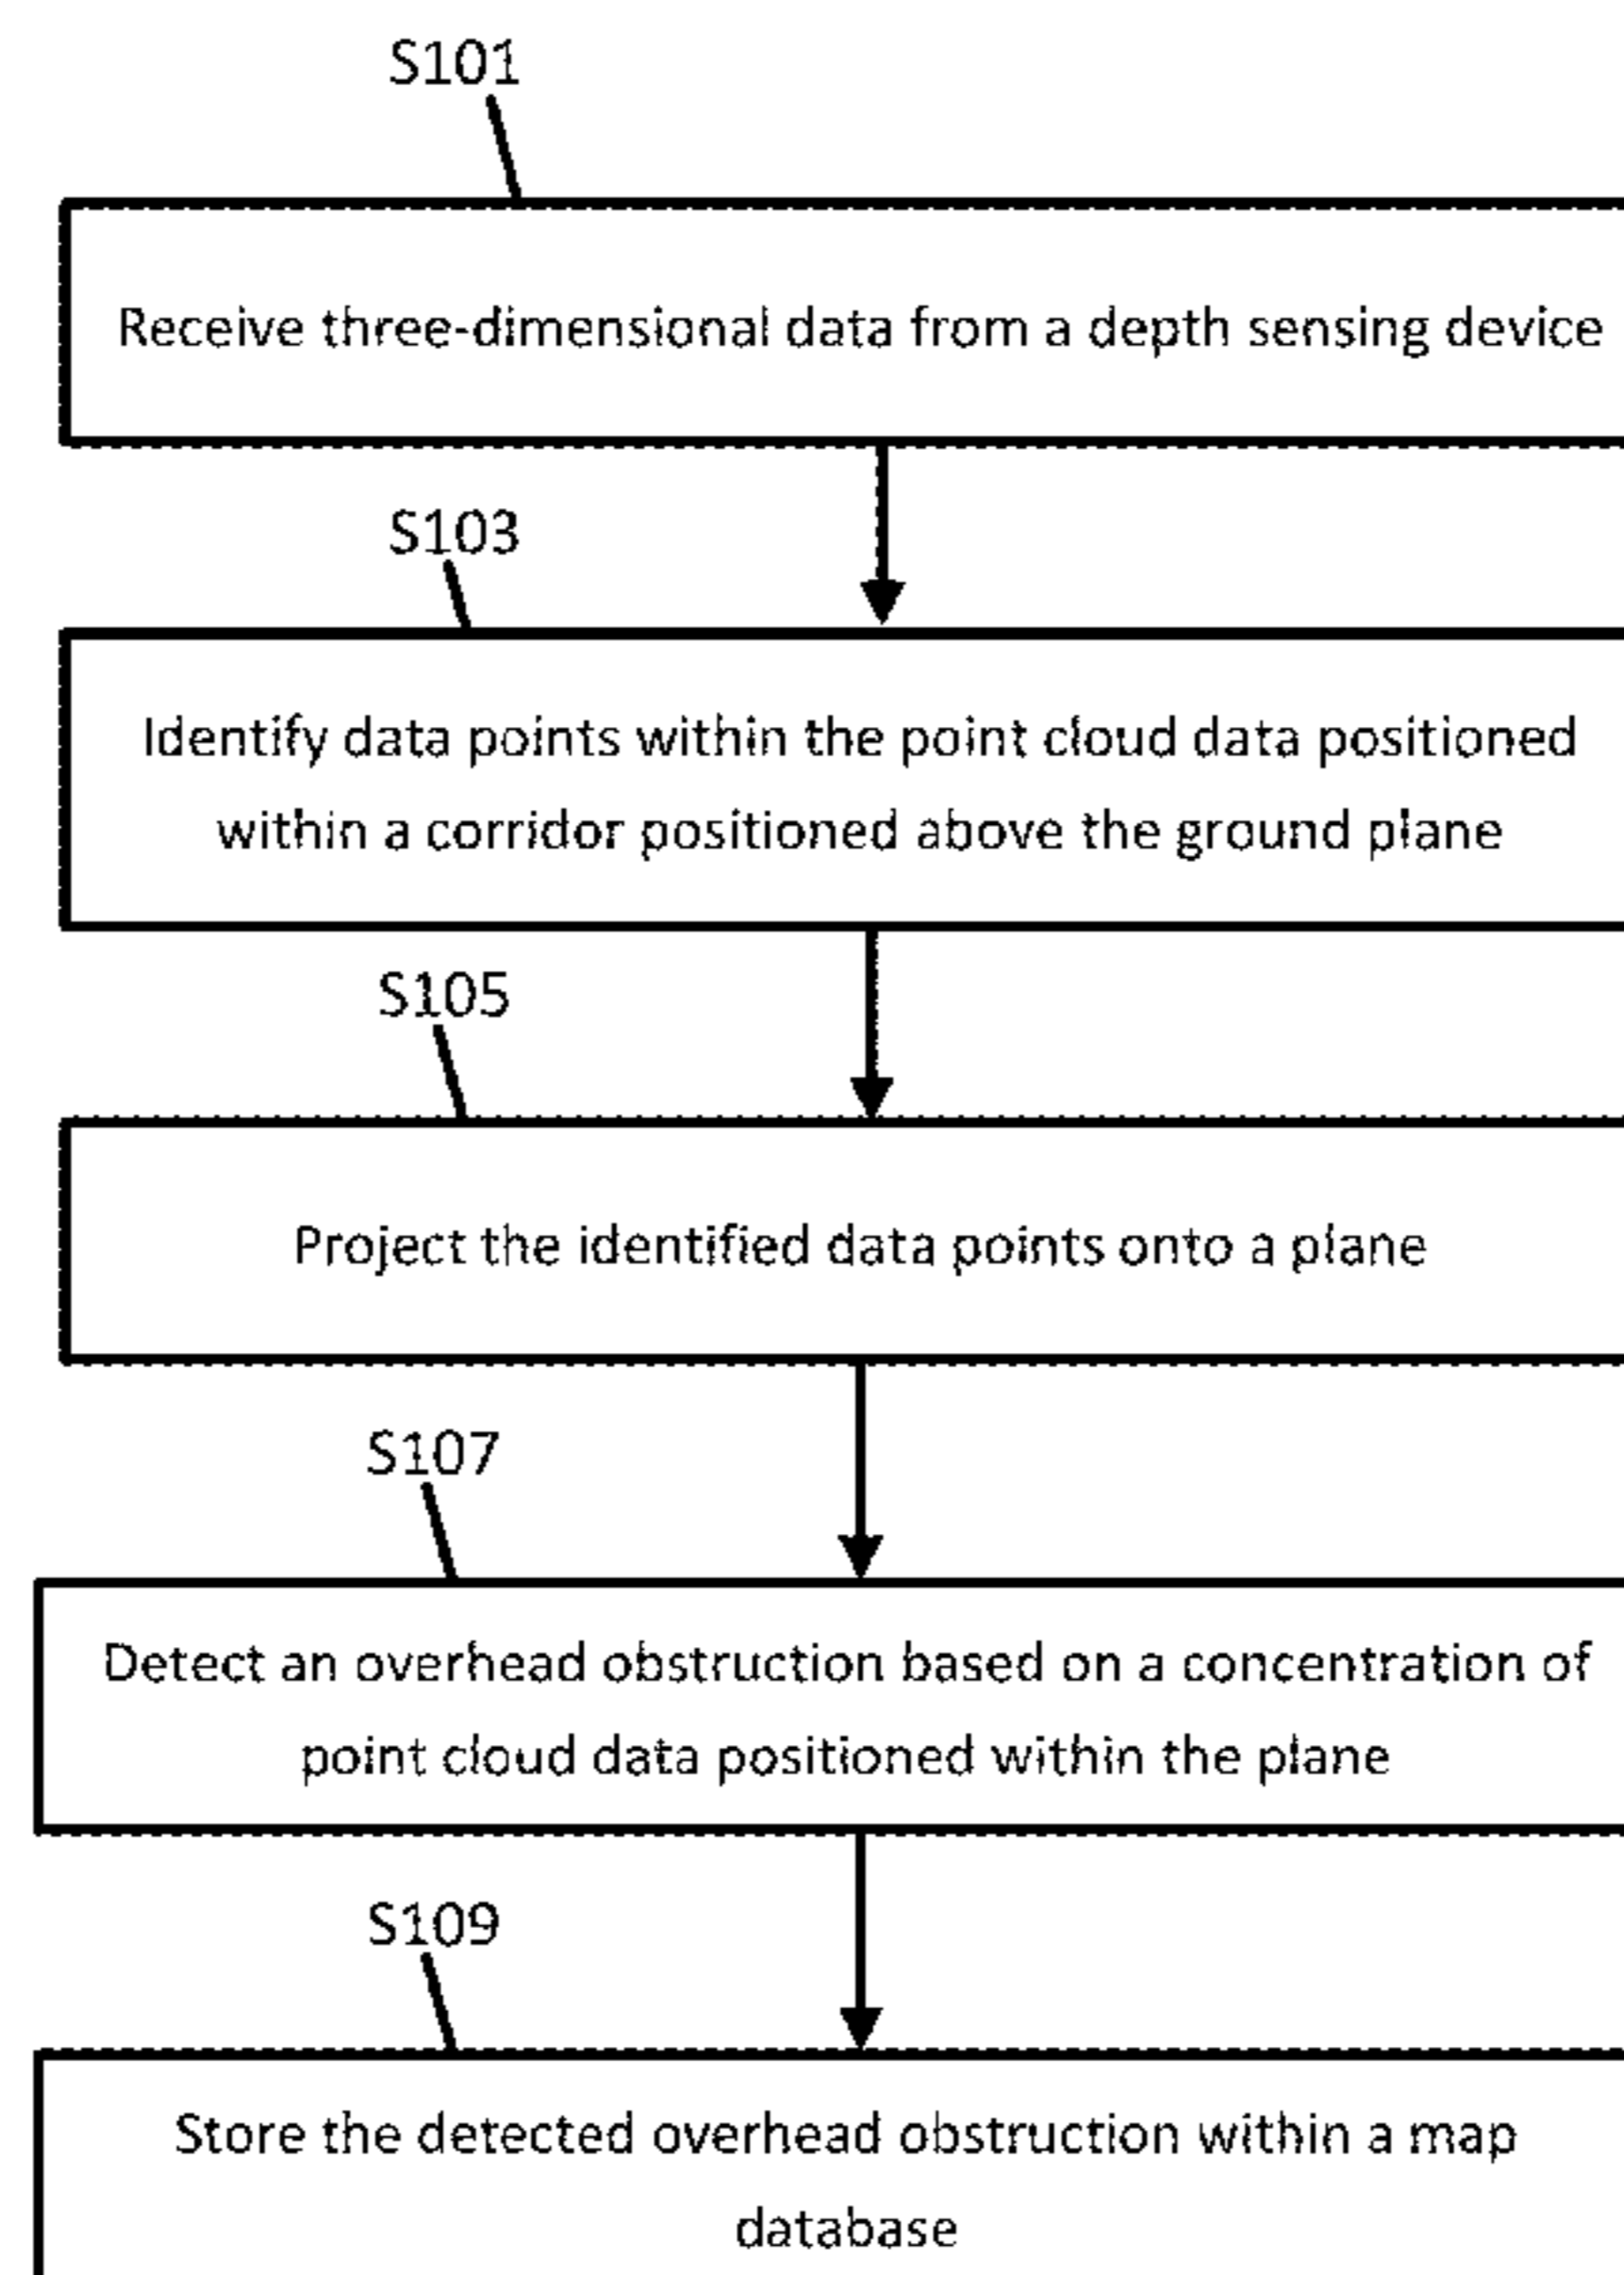 S101
Receive three-dimensional data from a depth sensing device
S103
Identify data points within the point cloud data positioned
within a corridor positioned above the ground plane
S105
Project the identified data points onto a plane
S107
Detect an overhead obstruction based on a concentration of
point cloud data positioned within the plane
S109
Store the detected overhead obstruction within a map
database